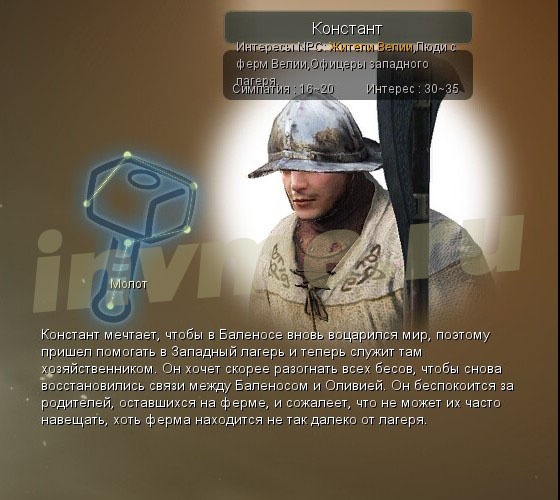 Констант
Интересы NPC: Жители Велии,Люди с
ферм Велии,Офицеры западного
лагеря
Симпатия : 16~20 Интерес : 30~35
Молот
Констант мечтает, чтобы в Баленосе вновь воцарился мир, поэтому
пришел помогать в Западный лагерь и теперь служит там
хозяйственником. Он хочет скорее разогнать всех бесов, чтобы снова
восстановились связи между Баленосом и Оливией. Он беспокоится за
родителей, оставшихся на ферме, и сожалеет, что не может их часто
навещать, хоть ферма находится не так далеко от лагеря.